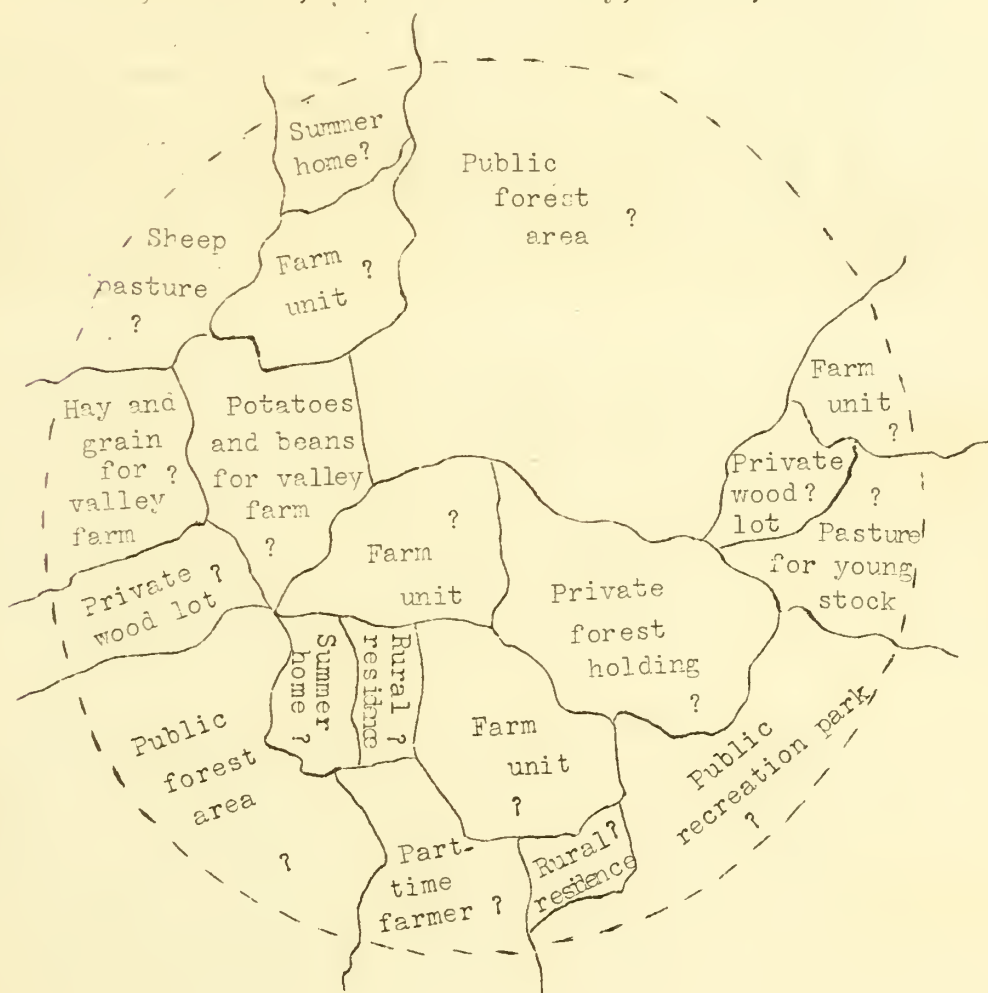 Summer
home?
Public
forest
area ?
Sheep
pasture
?
Farm ?
unit
Farm
unit
?
Hay and
grain
for ?
valley
farm
Potatoes
and beans
for valley
farm
?
Private
wood ?
lot
?
Pasture
for young
stock
?
Farm
unit
Private ?
wood lot
Private
forest
holding
?
Summer
home ?
Rural ?
residence
Public
forest
area
?
Farm
unit
?
Public
recreation park
?
Part-
time
farmer ?
Rural?
residence